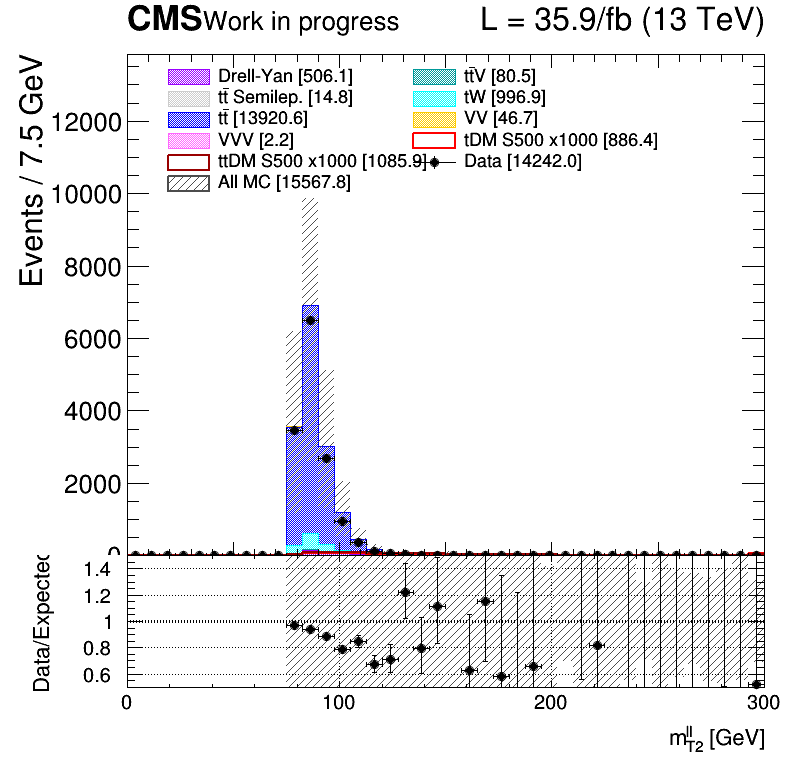 CMS Work in progress L = 35.9/fb (13 TeV)
Events / 7.5 GeV
Drell-Yan [506.1] tt̄V [80.5]
tt̄ Semilep. [14.8] tW [996.9]
tt̄ [13920.6] VV [46.7]
VVV [2.2] tDM S500 x1000 [886.4]
ttDM S500 x1000 [1085.9] Data [14242.0]
All MC [15567.8]
12000
10000
8000
6000
4000
2000
0
Data/Expected
1.4
1.2
1
0.8
0.6
0 100 200 300
m_{T2}^{ll} [GeV]